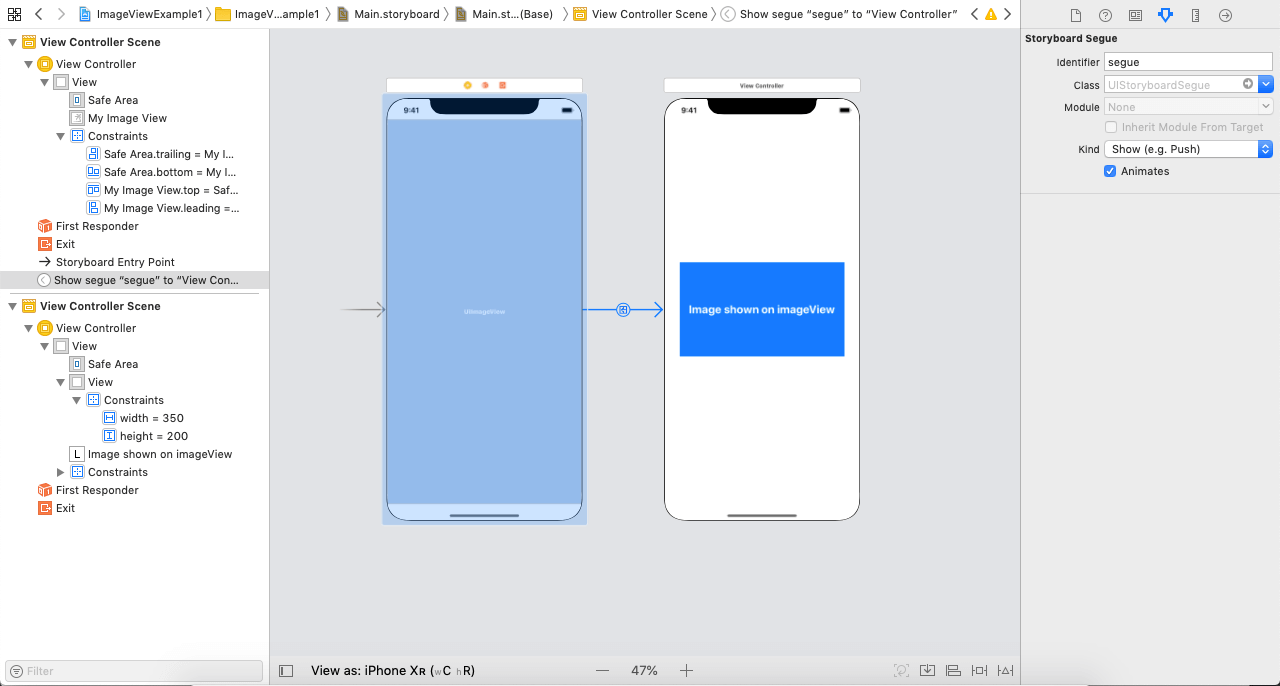 ImageViewExample1
ImageV...ample1
Main.storyboard
Main.st...(Base)
View Controller Scene
Show segue “segue” to “View Controller”
View Controller Scene
View Controller
View
Safe Area
My Image View
Constraints
Safe Area.trailing = My I...
Safe Area.bottom = My I...
My Image View.top = Saf...
My Image View.leading =...
First Responder
Exit
Storyboard Entry Point
Show segue “segue” to “View Con...
View Controller Scene
View Controller
View
Safe Area
View
Constraints
width = 350
height = 200
L Image shown on imageView
Constraints
First Responder
Exit
Filter
9:41
UIImageView
View Controller
9:41
Image shown on imageView
View as: iPhone XR (wC hR)
47%
Storyboard Segue
Identifier segue
Class UIStoryboardSegue
Module None
Inherit Module From Target
Kind Show (e.g. Push)
Animates